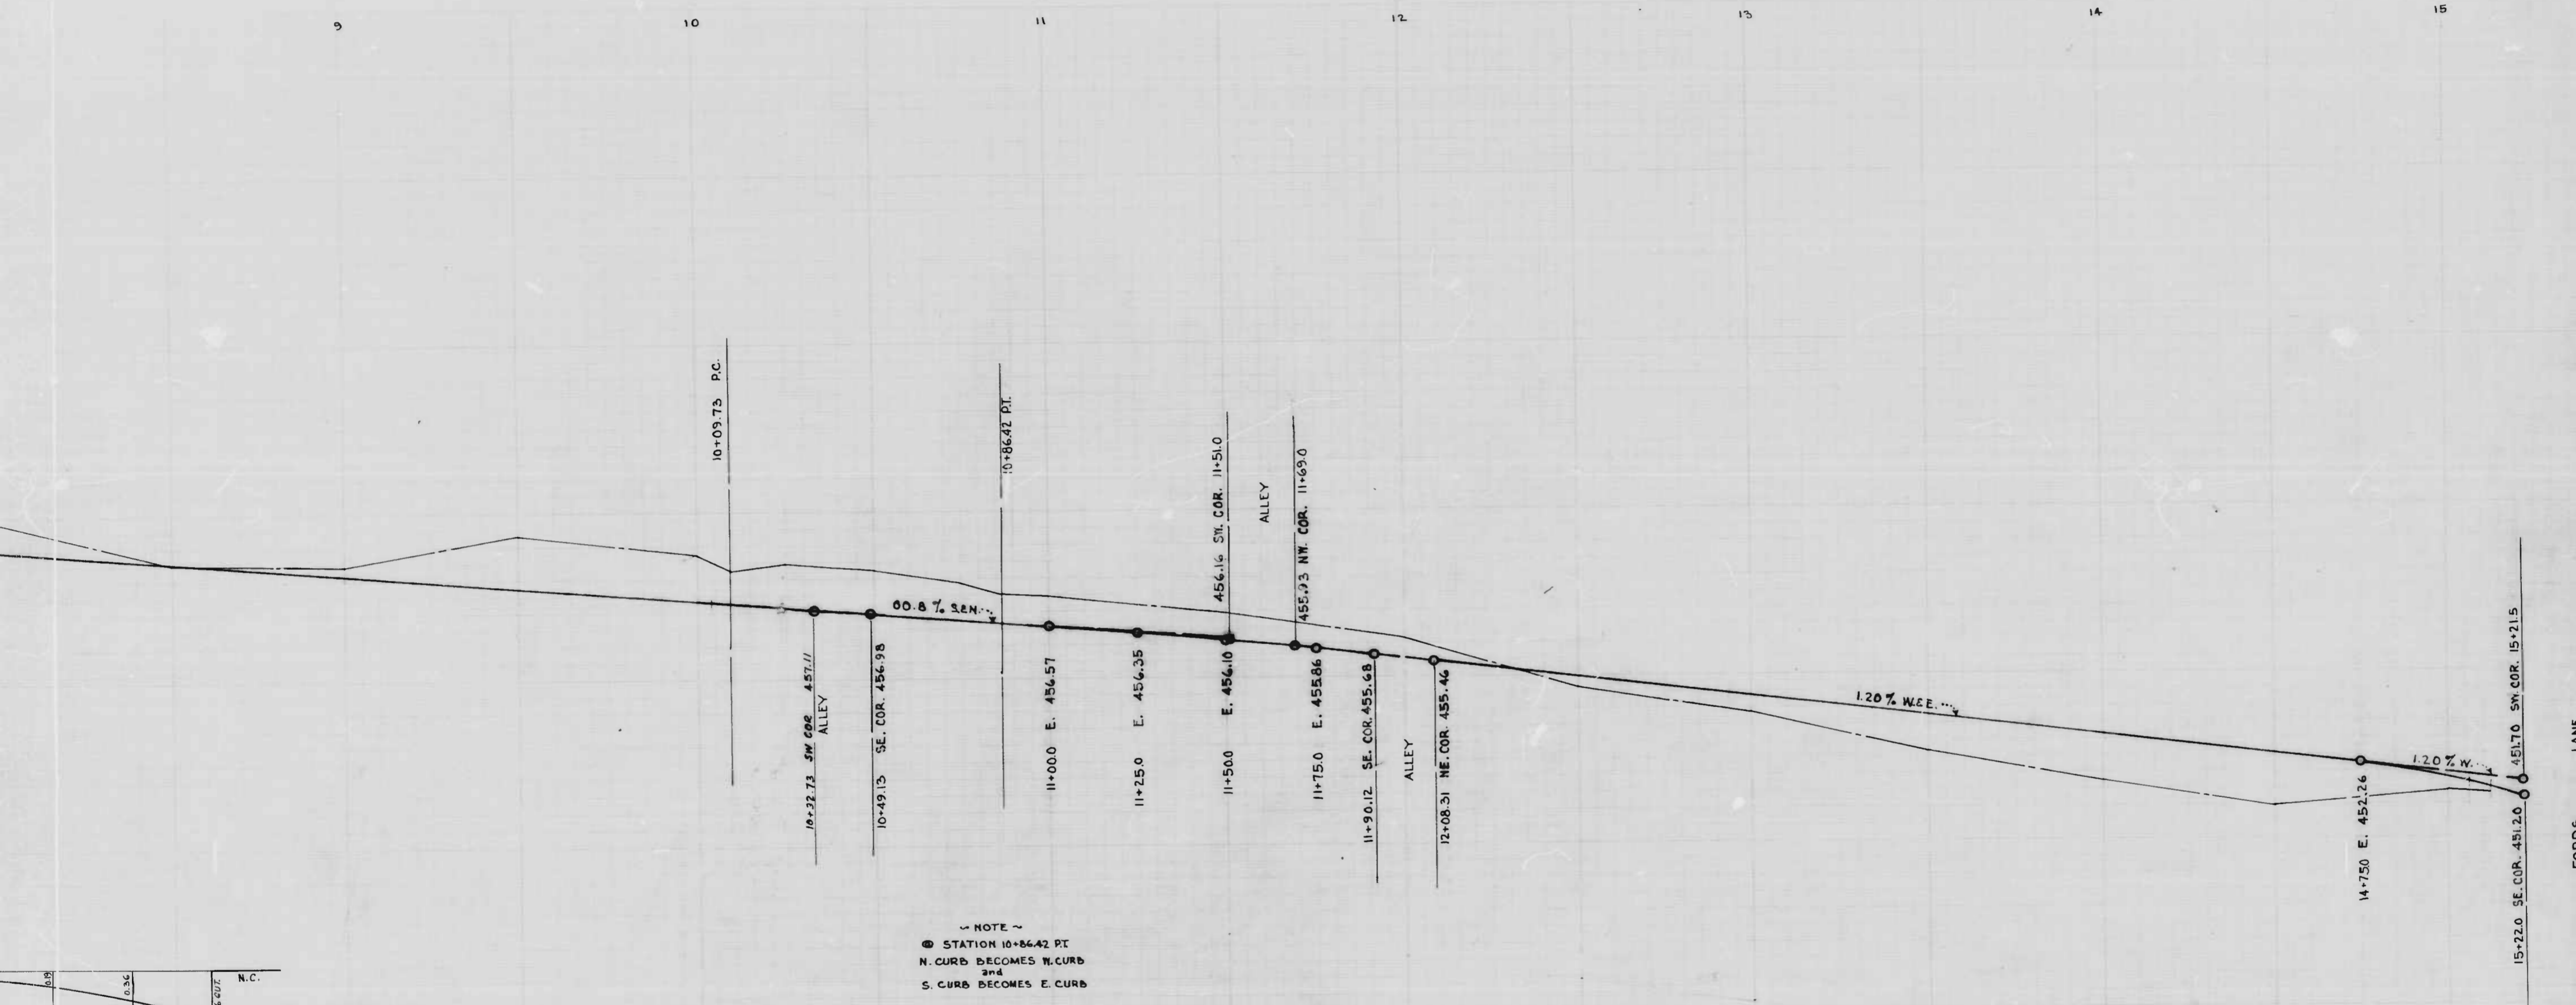 9
10
11
12
13
14
15
10+09.73 P.C.
10+86.42 P.T.
456.16 SW. COR. 11+51.0
ALLEY
455.93 NW. COR. 11+69.0
00.8 % S.&N.
10+32.73 SW COR 457.11
ALLEY
10+49.13 SE. COR. 456.98
11+00.0 E. 456.57
11+25.0 E. 456.35
11+50.0 E. 456.10
11+75.0 E. 455.86
11+90.12 SE. COR. 455.68
ALLEY
12+08.31 NE. COR. 455.46
1.20 % W.&E.
1.20 % W.
14+75.0 E. 452.26
451.70 SW. COR. 15+21.5
15+22.0 SE. COR. 451.20
LANE
~ NOTE ~
@ STATION 10+86.42 P.T.
N. CURB BECOMES W. CURB
and
S. CURB BECOMES E. CURB
0.19
0.36
N.C.